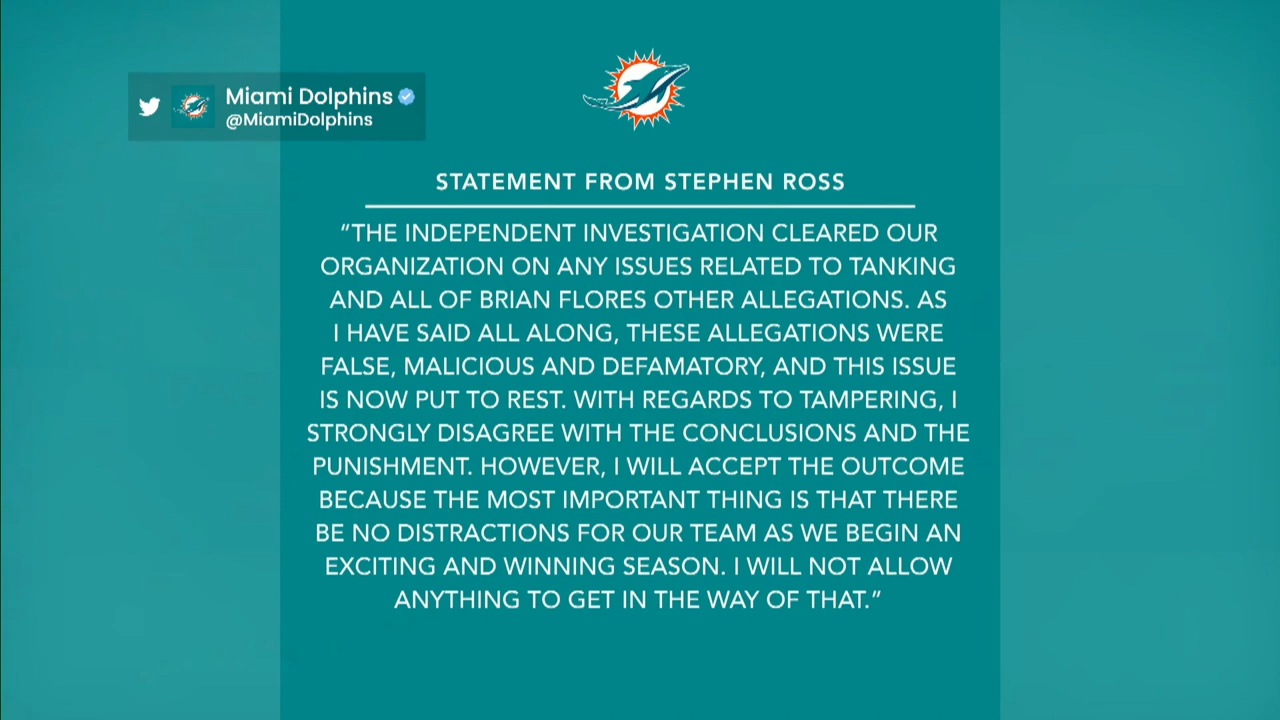 Miami Dolphins
@MiamiDolphins
STATEMENT FROM STEPHEN ROSS
"THE INDEPENDENT INVESTIGATION CLEARED OUR
ORGANIZATION ON ANY ISSUES RELATED TO TANKING
AND ALL OF BRIAN FLORES OTHER ALLEGATIONS. AS
I HAVE SAID ALL ALONG, THESE ALLEGATIONS WERE
FALSE, MALICIOUS AND DEFAMATORY, AND THIS ISSUE
IS NOW PUT TO REST. WITH REGARDS TO TAMPERING, I
STRONGLY DISAGREE WITH THE CONCLUSIONS AND THE
PUNISHMENT. HOWEVER, I WILL ACCEPT THE OUTCOME
BECAUSE THE MOST IMPORTANT THING IS THAT THERE
BE NO DISTRACTIONS FOR OUR TEAM AS WE BEGIN AN
EXCITING AND WINNING SEASON. I WILL NOT ALLOW
ANYTHING TO GET IN THE WAY OF THAT."